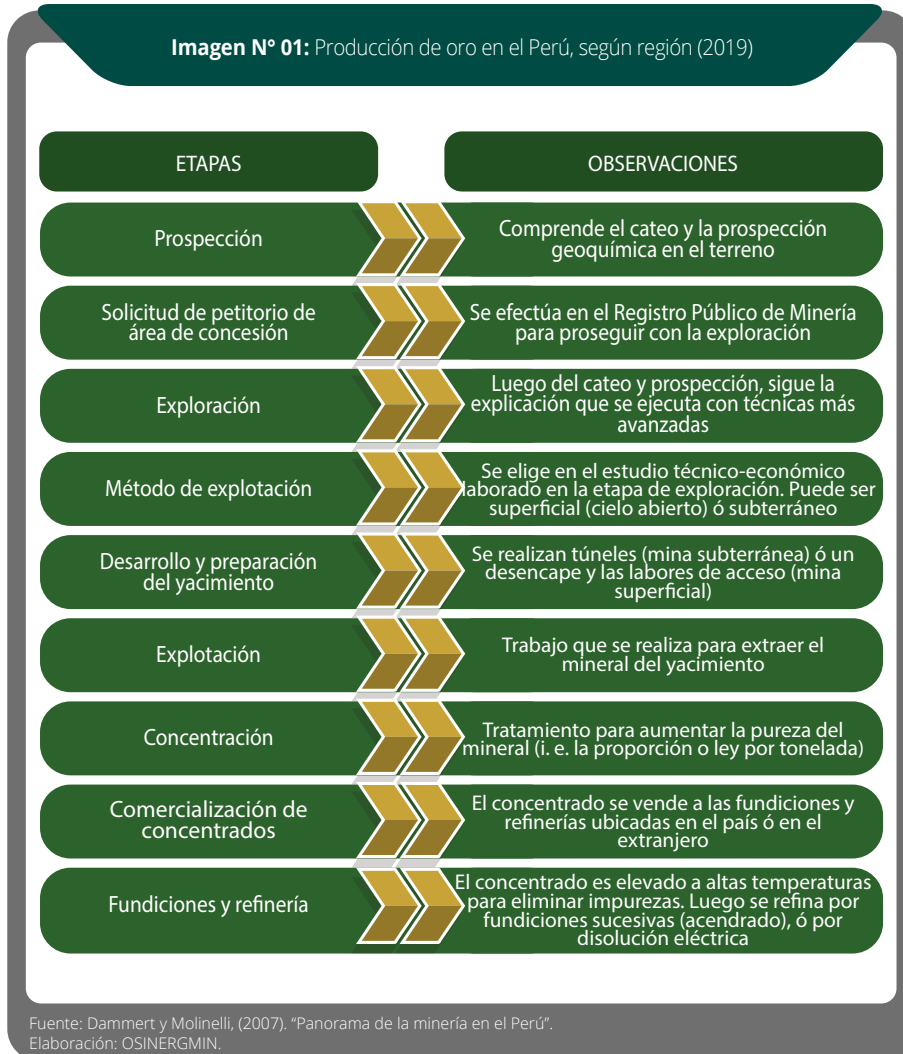 Imagen N° 01: Producción de oro en el Perú, según región (2019)
ETAPAS
OBSERVACIONES
Prospección
Comprende el cateo y la prospección
geoquímica en el terreno
Solicitud de petitorio de
área de concesión
Se efectúa en el Registro Público de Minería
para proseguir con la exploración
Exploración
Luego del cateo y prospección, sigue la
explicación que se ejecuta con técnicas más
avanzadas
Método de explotación
Se elige en el estudio técnico-económico
laborado en la etapa de exploración. Puede ser
superficial (cielo abierto) ó subterráneo
Desarrollo y preparación
del yacimiento
Se realizan túneles (mina subterránea) ó un
desencape y las labores de acceso (mina
superficial)
Explotación
Trabajo que se realiza para extraer el
mineral del yacimiento
Concentración
Tratamiento para aumentar la pureza del
mineral (i. e. la proporción o ley por tonelada)
Comercialización de
concentrados
El concentrado se vende a las fundiciones y
refinerías ubicadas en el país ó en el
extranjero
Fundiciones y refinería
El concentrado es elevado a altas temperaturas
para eliminar impurezas. Luego se refina por
fundiciones sucesivas (acendrado), ó por
disolución eléctrica
Fuente: Dammert y Molinelli, (2007). “Panorama de la minería en el Perú”.
Elaboración: OSINERGMIN.